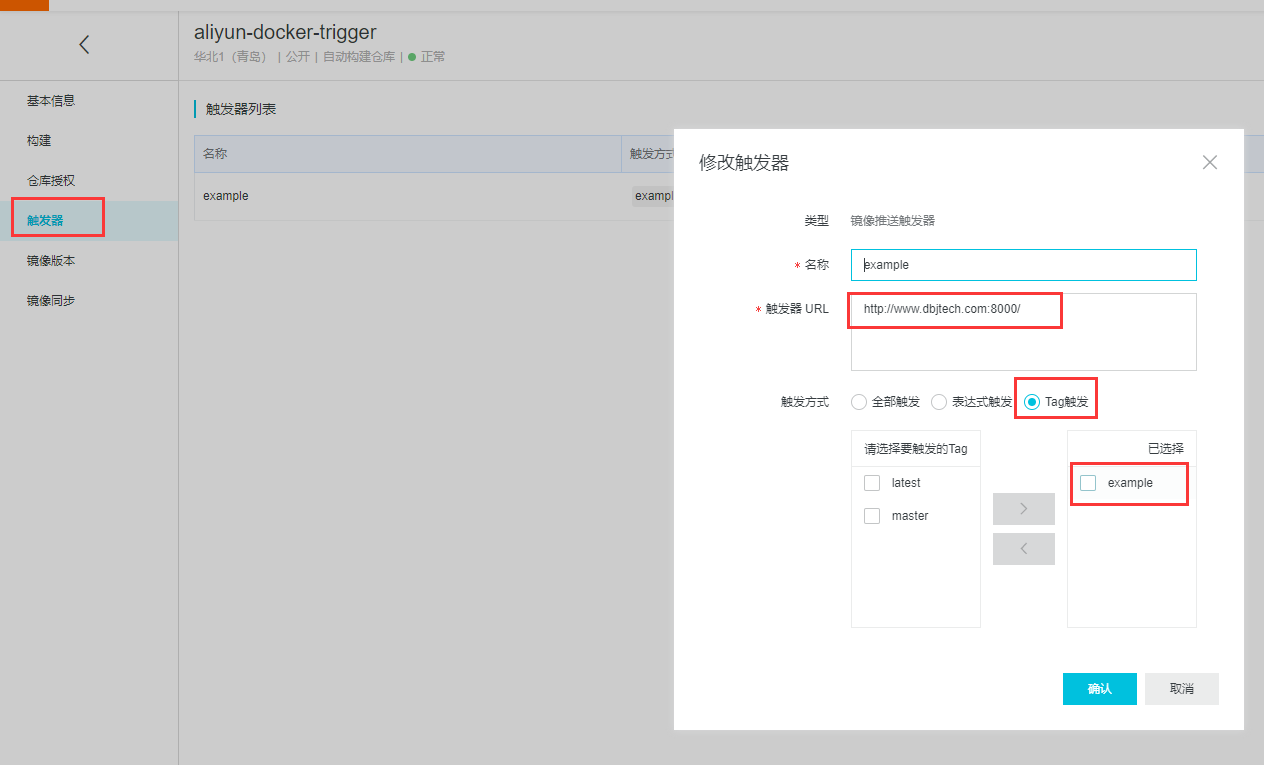 aliyun-docker-trigger
华北1（青岛） | 公开 | 自动构建仓库 | 正常
基本信息
构建
仓库授权
触发器
镜像版本
镜像同步
触发器列表
名称 触发方式
example exampl
修改触发器
类型 镜像推送触发器
* 名称 example
* 触发器 URL http://www.dbjtech.com:8000/
触发方式 全部触发 表达式触发 Tag触发
请选择要触发的Tag 已选择
latest example
master
确认 取消